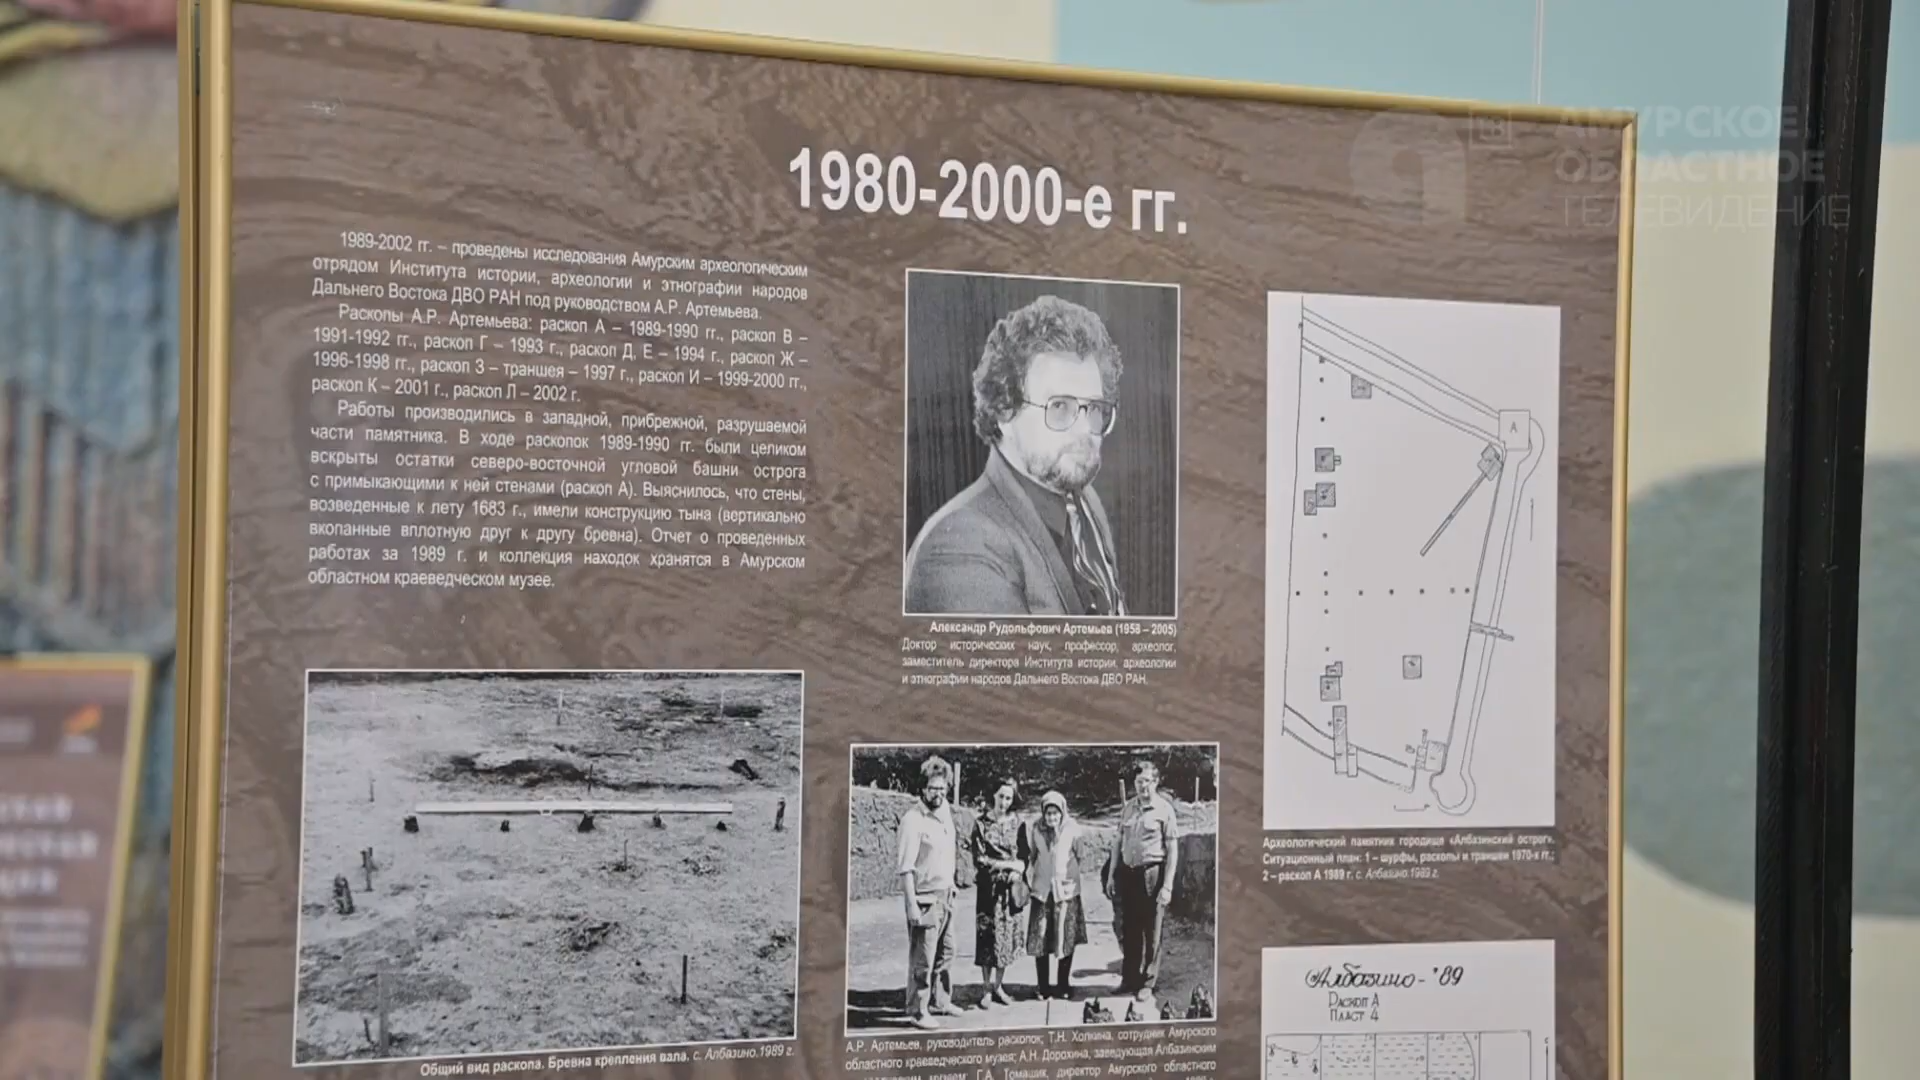 1980-2000-е гг.
1989-2002 гг. – проведены исследования Амурским археологическим
отрядом Института истории, археологии и этнографии народов
Дальнего Востока ДВО РАН под руководством А.Р. Артемьева.
Раскопы А.Р. Артемьева: раскоп А – 1989-1990 гг., раскоп В –
1991-1992 гг., раскоп Г – 1993 г., раскоп Д, Е – 1994 г., раскоп Ж –
1996-1998 гг., раскоп З – траншея – 1997 г., раскоп И – 1999-2000 гг.,
раскоп К – 2001 г., раскоп Л – 2002 г.
Работы производились в западной, прибрежной, разрушаемой
части памятника. В ходе раскопок 1989-1990 гг. были целиком
вскрыты остатки северо-восточной угловой башни острога
с примыкающими к ней стенами (раскоп А). Выяснилось, что стены,
возведенные к лету 1683 г., имели конструкцию тына (вертикально
вкопанные вплотную друг к другу бревна). Отчет о проведенных
работах за 1989 г. и коллекция находок хранятся в Амурском
областном краеведческом музее.
Александр Рудольфович Артемьев (1958 – 2005)
Доктор исторических наук, профессор, археолог,
заместитель директора Института истории, археологии
и этнографии народов Дальнего Востока ДВО РАН.
А
Археологический памятник городище «Албазинский острог».
Ситуационный план: 1 – шурфы, раскопы и траншеи 1970-х гг.;
2 – раскоп А 1989 г. с. Албазино.1989 г.
Общий вид раскопа. Бревна крепления вала. с. Албазино.1989 г.
А.Р. Артемьев, руководитель раскопок; Т.Н. Холкина, сотрудник Амурского
областного краеведческого музея; А.Н. Дорохина, заведующая Албазинским
музеем; Г.А. Томашик, директор Амурского областного
Албазино-'89
Раскоп А
Пласт 4
АМУРСКОЕ
ОБЛАСТНОЕ
ТЕЛЕВИДЕНИЕ